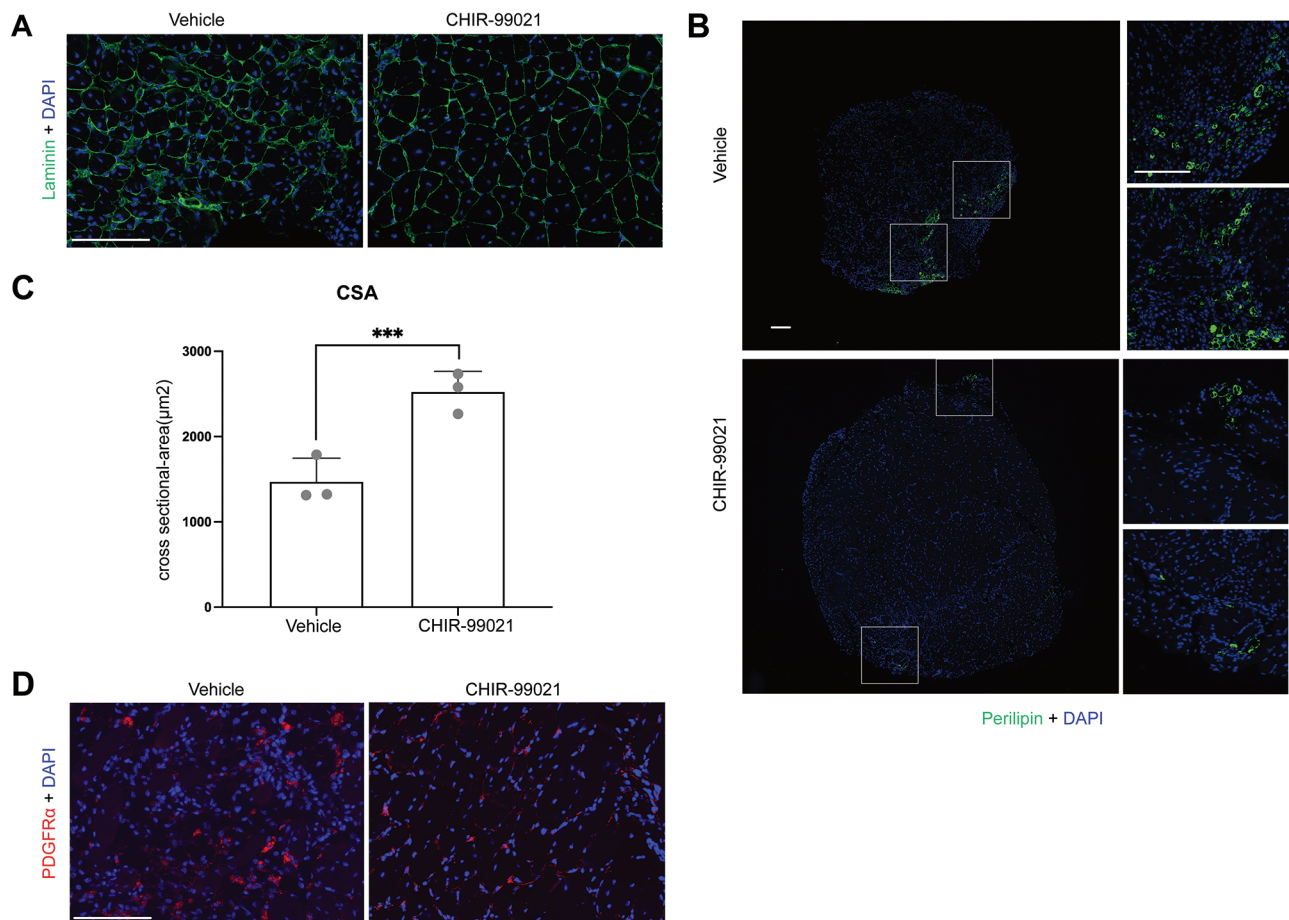 A
Vehicle
CHIR-99021
Laminin + DAPI
B
Vehicle
CHIR-99021
Perilipin + DAPI
C
CSA
***
cross sectional-area(µm2)
3000
2000
1000
0
Vehicle
CHIR-99021
D
Vehicle
CHIR-99021
PDGFRα + DAPI